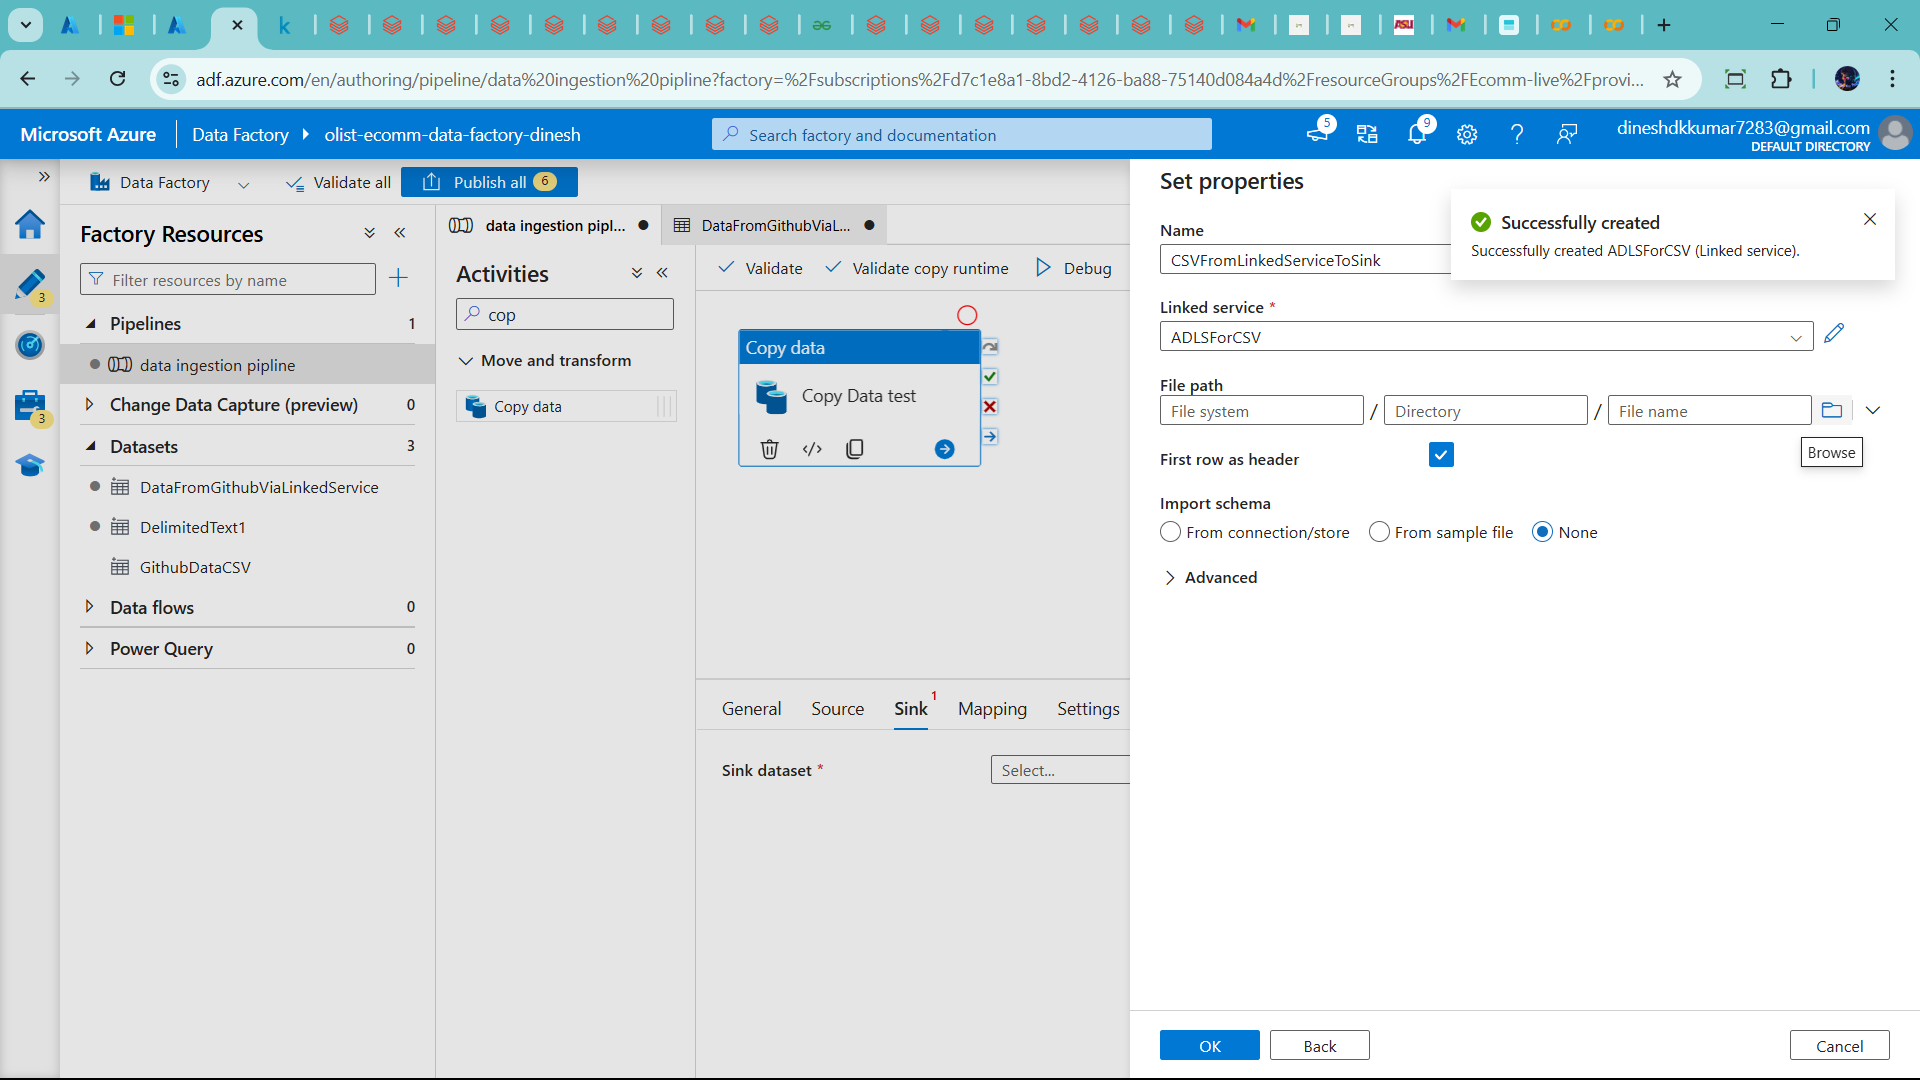 adf.azure.com/en/authoring/pipeline/data%20ingestion%20pipline?factory=%2Fsubscriptions%2Fd7c1e8a1-8bd2-4126-ba88-75140d084a4d%2FresourceGroups%2FEcomm-live%2Fprovi...
Microsoft Azure
Data Factory
olist-ecomm-data-factory-dinesh
Search factory and documentation
5
9
dineshdkkumar7283@gmail.com
DEFAULT DIRECTORY
Data Factory
Validate all
Publish all 6
Factory Resources
Filter resources by name
3
3
Pipelines 1
data ingestion pipline
Change Data Capture (preview) 0
Datasets 3
DataFromGithubViaLinkedService
DelimitedText1
GithubDataCSV
Data flows 0
Power Query 0
data ingestion pipl...
DataFromGithubViaL...
Activities
cop
Move and transform
Copy data
Validate
Validate copy runtime
Debug
Copy data
Copy Data test
General
Source
Sink 1
Mapping
Settings
Sink dataset *
Select...
Set properties
Successfully created
Successfully created ADLSForCSV (Linked service).
Name
CSVFromLinkedServiceToSink
Linked service *
ADLSForCSV
File path
File system / Directory / File name
Browse
First row as header
Import schema
From connection/store
From sample file
None
Advanced
OK
Back
Cancel